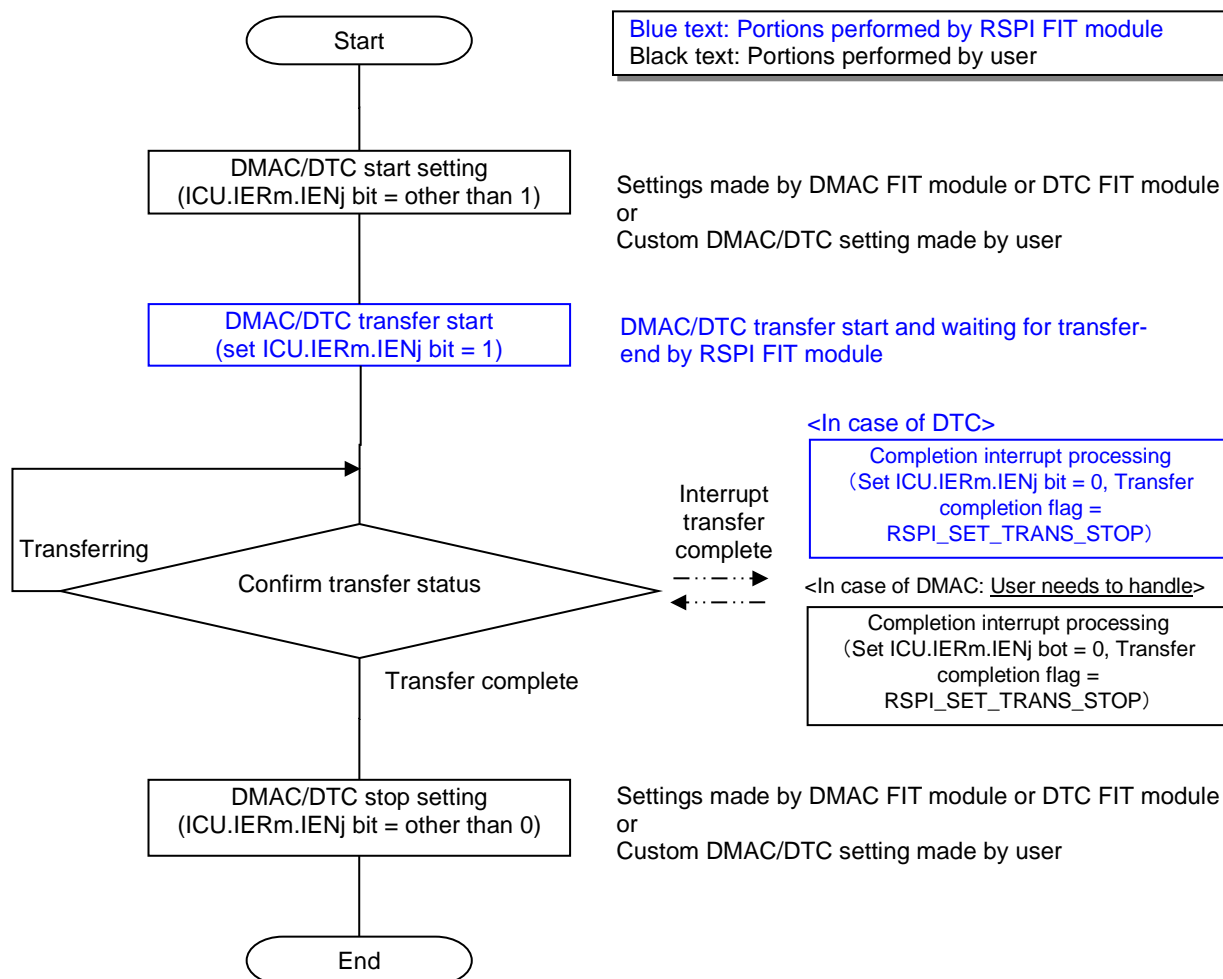 Start
Blue text: Portions performed by RSPI FIT module
Black text: Portions performed by user
DMAC/DTC start setting
(ICU.IERm.IENj bit = other than 1)
Settings made by DMAC FIT module or DTC FIT module
or
Custom DMAC/DTC setting made by user
DMAC/DTC transfer start
(set ICU.IERm.IENj bit = 1)
DMAC/DTC transfer start and waiting for transfer-
end by RSPI FIT module
<In case of DTC>
Completion interrupt processing
（Set ICU.IERm.IENj bit = 0, Transfer
completion flag =
RSPI_SET_TRANS_STOP）
Interrupt
transfer
complete
Transferring
Confirm transfer status
<In case of DMAC: User needs to handle>
Completion interrupt processing
（Set ICU.IERm.IENj bot = 0, Transfer
completion flag =
RSPI_SET_TRANS_STOP）
Transfer complete
DMAC/DTC stop setting
(ICU.IERm.IENj bit = other than 0)
Settings made by DMAC FIT module or DTC FIT module
or
Custom DMAC/DTC setting made by user
End